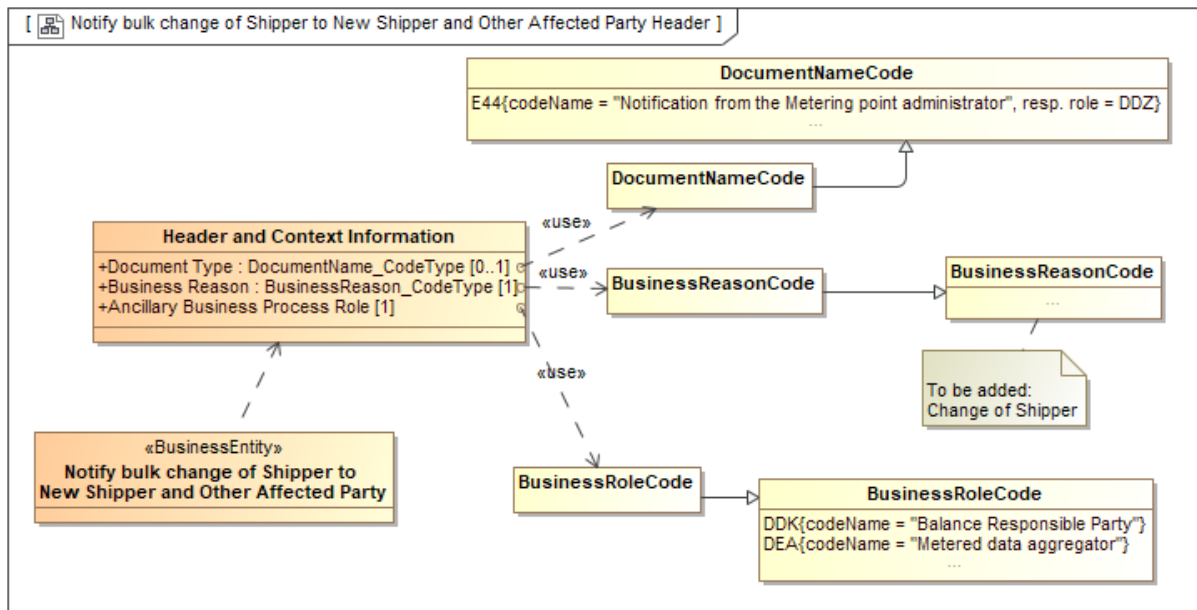 [ Notify bulk change of Shipper to New Shipper and Other Affected Party Header ]
DocumentNameCode
E44{codeName = "Notification from the Metering point administrator", resp. role = DDZ}
...
DocumentNameCode
«use»
Header and Context Information
+Document Type : DocumentName_CodeType [0..1]
+Business Reason : BusinessReason_CodeType [1]
+Ancillary Business Process Role [1]
«use»
BusinessReasonCode
BusinessReasonCode
...
To be added:
Change of Shipper
«use»
«BusinessEntity»
Notify bulk change of Shipper to
New Shipper and Other Affected Party
BusinessRoleCode
BusinessRoleCode
DDK{codeName = "Balance Responsible Party"}
DEA{codeName = "Metered data aggregator"}
...